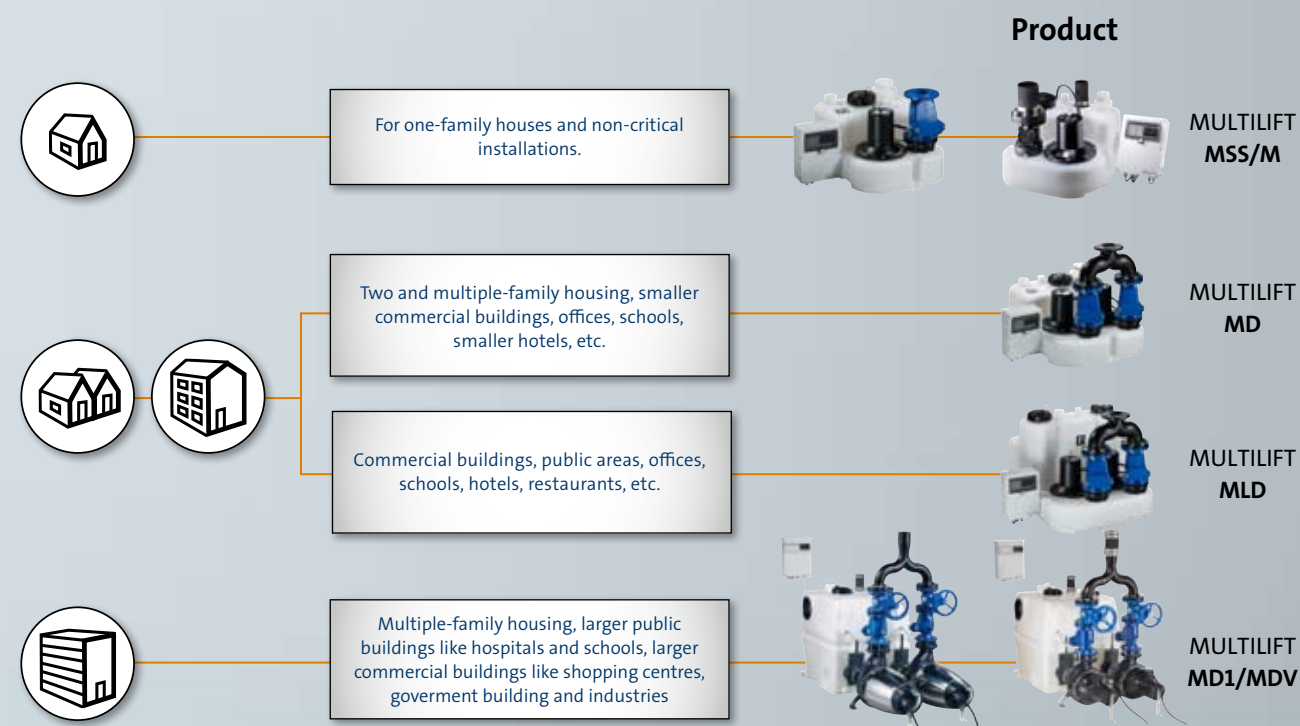 Product
For one-family houses and non-critical
installations.
MULTILIFT
MSS/M
Two and multiple-family housing, smaller
commercial buildings, offices, schools,
smaller hotels, etc.
MULTILIFT
MD
Commercial buildings, public areas, offices,
schools, hotels, restaurants, etc.
MULTILIFT
MLD
Multiple-family housing, larger public
buildings like hospitals and schools, larger
commercial buildings like shopping centres,
goverment building and industries
MULTILIFT
MD1/MDV